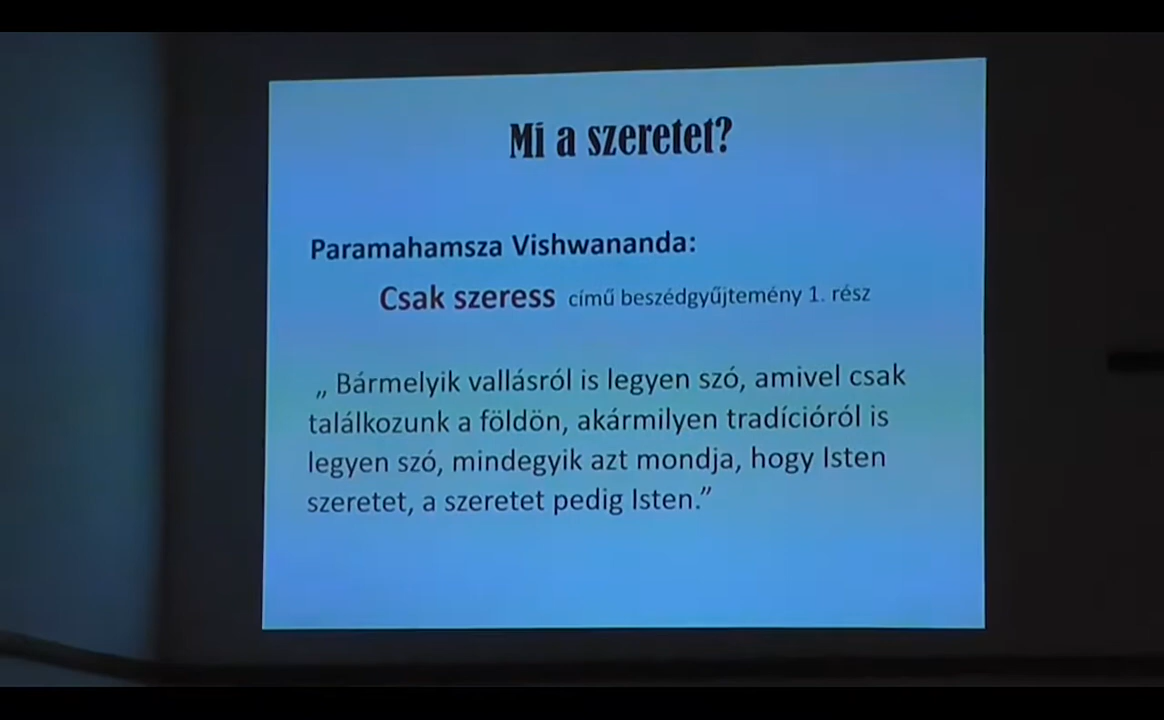 Mi a szeretet?
Paramahamsza Vishwananda:
Csak szeress című beszédgyűjtemény 1. rész
„ Bármelyik vallásról is legyen szó, amivel csak
találkozunk a földön, akármilyen tradícióról is
legyen szó, mindegyik azt mondja, hogy Isten
szeretet, a szeretet pedig Isten.”